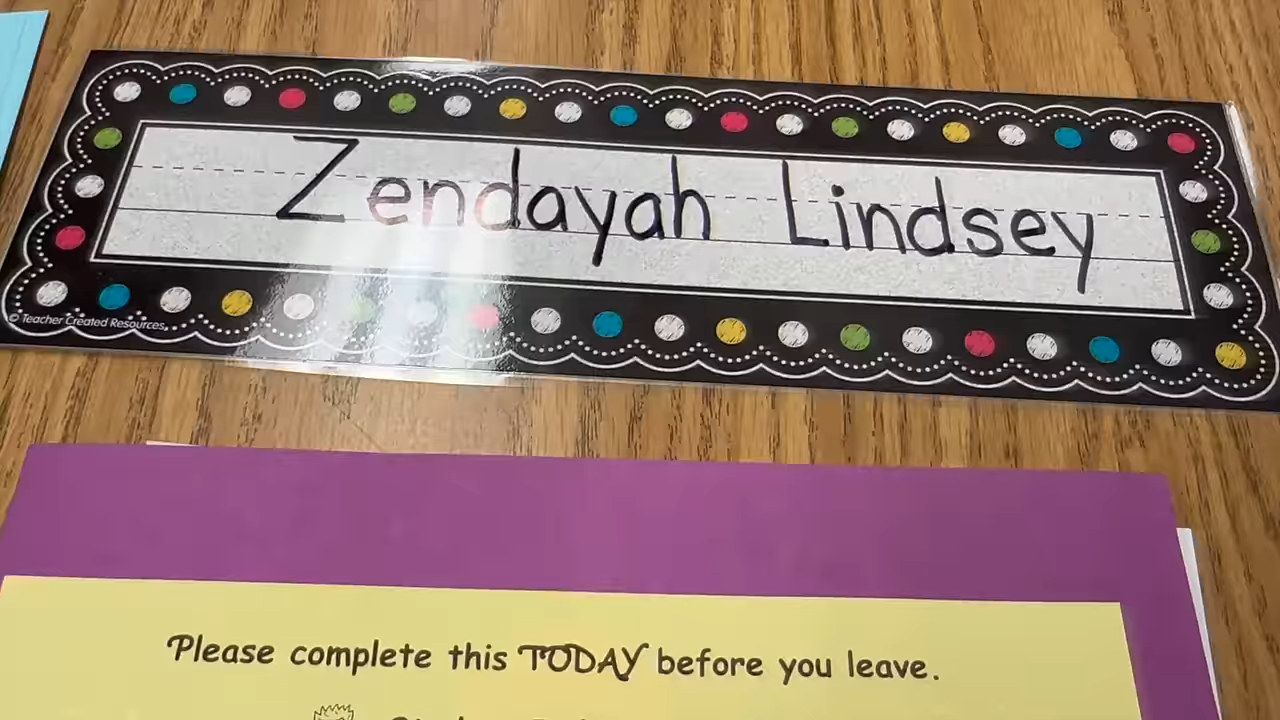 Zendayah Lindsey
© Teacher Created Resources
Please complete this TODAY before you leave.